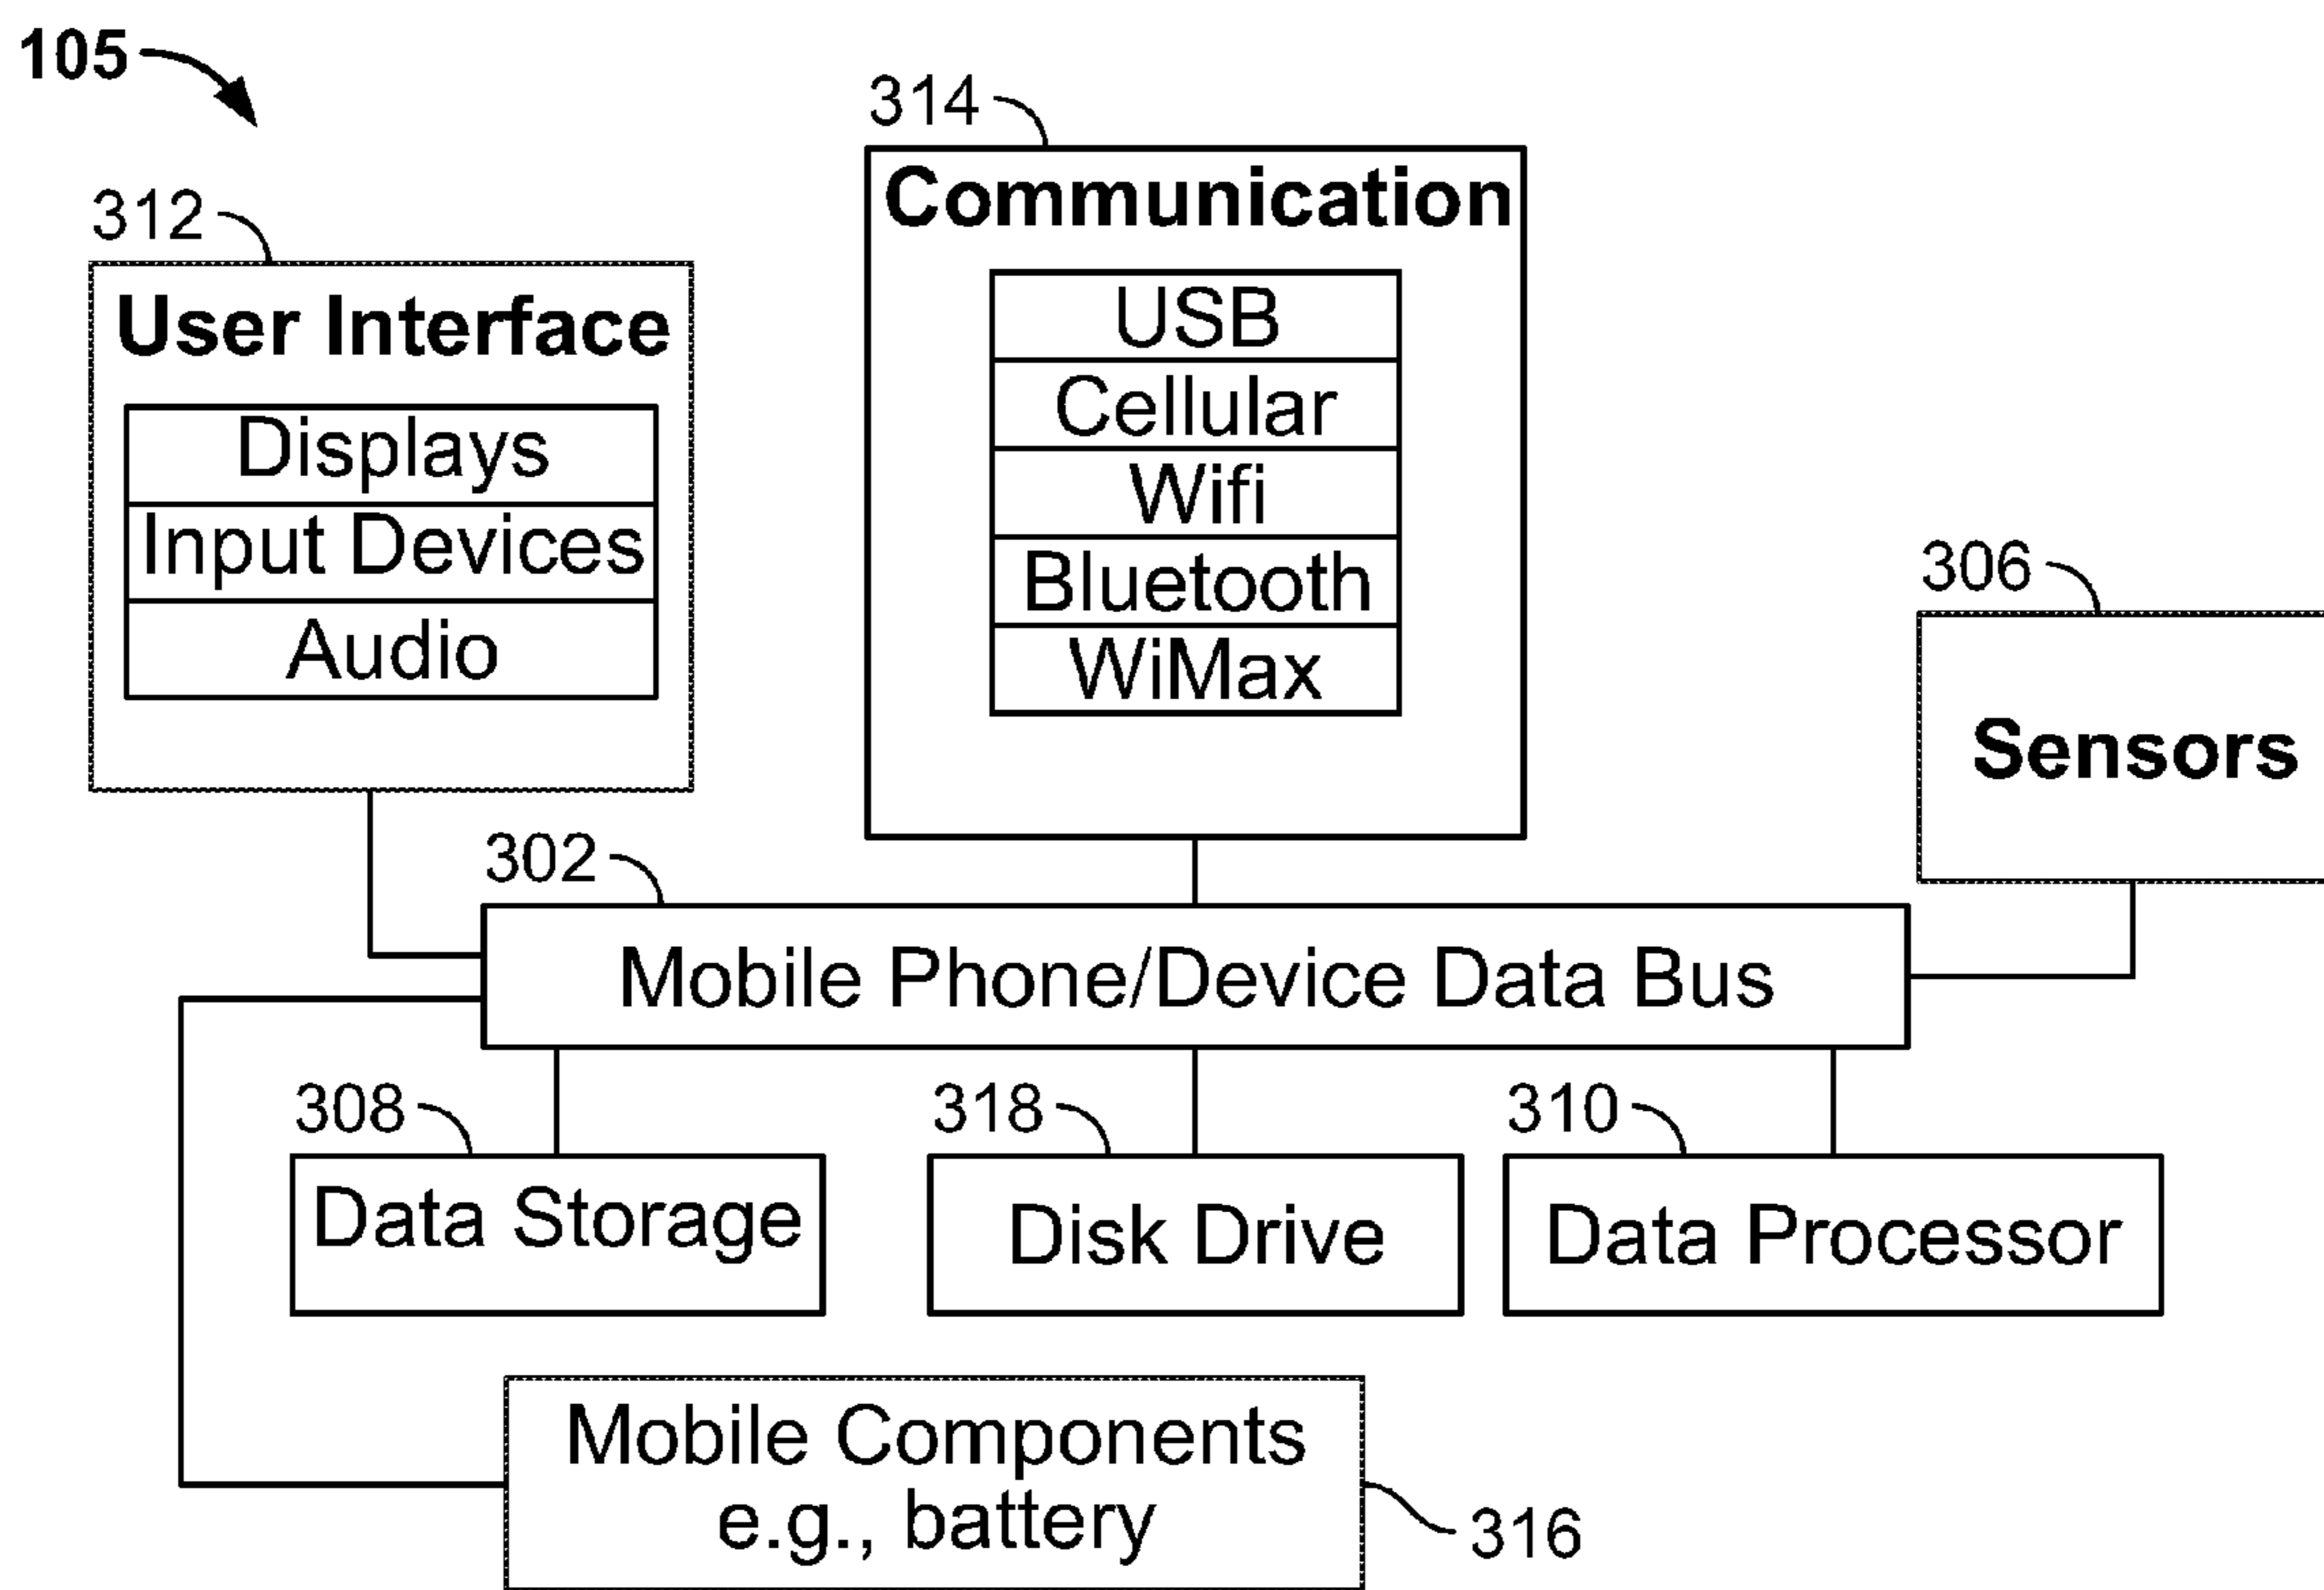 105
314
Communication
USB
Cellular
Wifi
Bluetooth
WiMax
312
User Interface
Displays
Input Devices
Audio
306
Sensors
302
Mobile Phone/Device Data Bus
308
Data Storage
318
Disk Drive
310
Data Processor
Mobile Components
e.g., battery
316